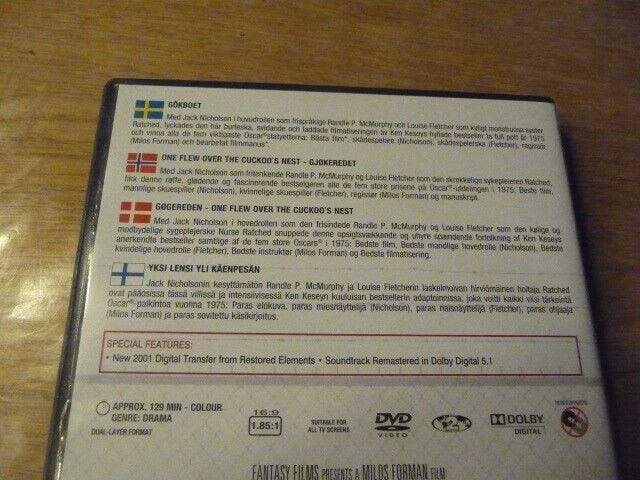 GÖKBOET
Med Jack Nicholson i huvudrollen som frispråkige Randle P. McMurphy och Louise Fletcher som kyligt monstruösa syster
Ratched, lyckades den här burleska, svidande och laddade filmatiseringen av Ken Keseys hyllade bestseller ta full pott år 1975
och vinna alla de fem viktigaste Oscar®statyetterna: Bästa film*, skådespelare (Nicholson), skådespelerska (Fletcher), regissör
(Milos Forman) och bearbetat filmmanus*.
ONE FLEW OVER THE CUCKOO'S NEST - GJØKEREDET
Med Jack Nicholson som fritenkende Randle P. McMurphy og Louise Fletcher som den skrekkelige sykepleieren Ratched,
fikk denne røffe, glødende og fascinerende bestselgeren alle de fem store prisene på Oscar®-utdelingen i 1975: Beste film,
mannlige skuespiller (Nicholson), kvinnelige skuespiller (Fletcher), regissør (Milos Forman) og manuskript.
GØGEREDEN - ONE FLEW OVER THE CUCKOO'S NEST
Med Jack Nicholson i hovedrollen som den frisindede Randle P. McMurphy og Louise Fletcher som den kølige og
modbydelige sygeplejerske Nurse Ratched snuppede denne opsigtsvækkende og uhyre spændende fortolkning af Ken Keseys
anerkendte bestseller samtlige af de fem store Oscars® i 1975: Bedste film, Bedste mandlige hovedrolle (Nicholson), Bedste
kvindelige hovedrolle (Fletcher), Bedste instruktør (Milos Forman) og Bedste filmatisering.
YKSI LENSI YLI KÄENPESÄN
Jack Nicholsonin kesyttämätön Randle P. McMurphy ja Louise Fletcherin laskelmoivan hirviömäinen hoitaja Ratched
ovat pääosissa tässä villissä ja intensiivisessä Ken Keseyn kuuluisan bestsellerin adaptoinnissa, joka voitti kaikki viisi tärkeintä
Oscar®-palkintoa vuonna 1975: Paras elokuva, paras miesnäyttelijä (Nicholson), paras naisnäyttelijä (Fletcher), paras ohjaaja
(Milos Forman) ja paras sovitettu käsikirjoitus.
SPECIAL FEATURES:
• New 2001 Digital Transfer from Restored Elements • Soundtrack Remastered in Dolby Digital 5.1
APPROX. 129 MIN - COLOUR
GENRE: DRAMA
DUAL-LAYER FORMAT
16:9
1.85:1
SUITABLE FOR
ALL TV SCREENS
DVD
VIDEO
2
DOLBY
DIGITAL
FANTASY FILMS PRESENTS A MILOS FORMAN FILM